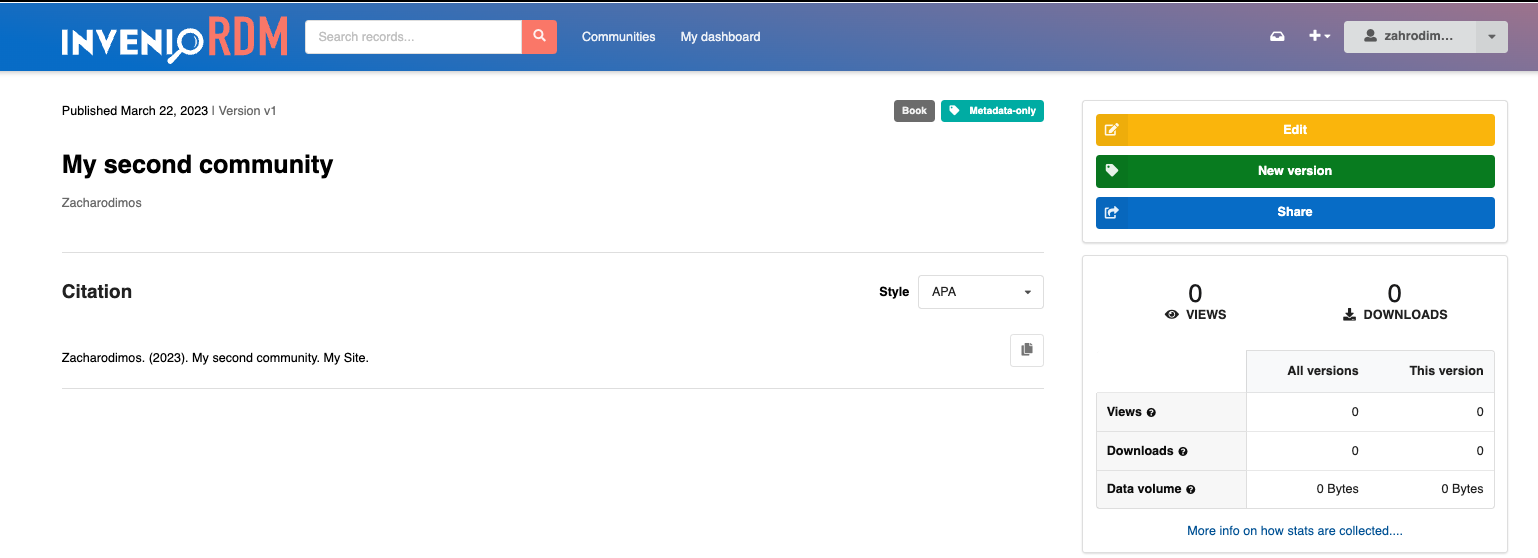 INVENIO RDM Search records... Communities My dashboard zahrodim...
Published March 22, 2023 | Version v1 Book Metadata-only
My second community
Zacharodimos
Citation Style APA
Zacharodimos. (2023). My second community. My Site.
Edit
New version
Share
0 0
VIEWS DOWNLOADS
All versions This version
Views 0 0
Downloads 0 0
Data volume 0 Bytes 0 Bytes
More info on how stats are collected....